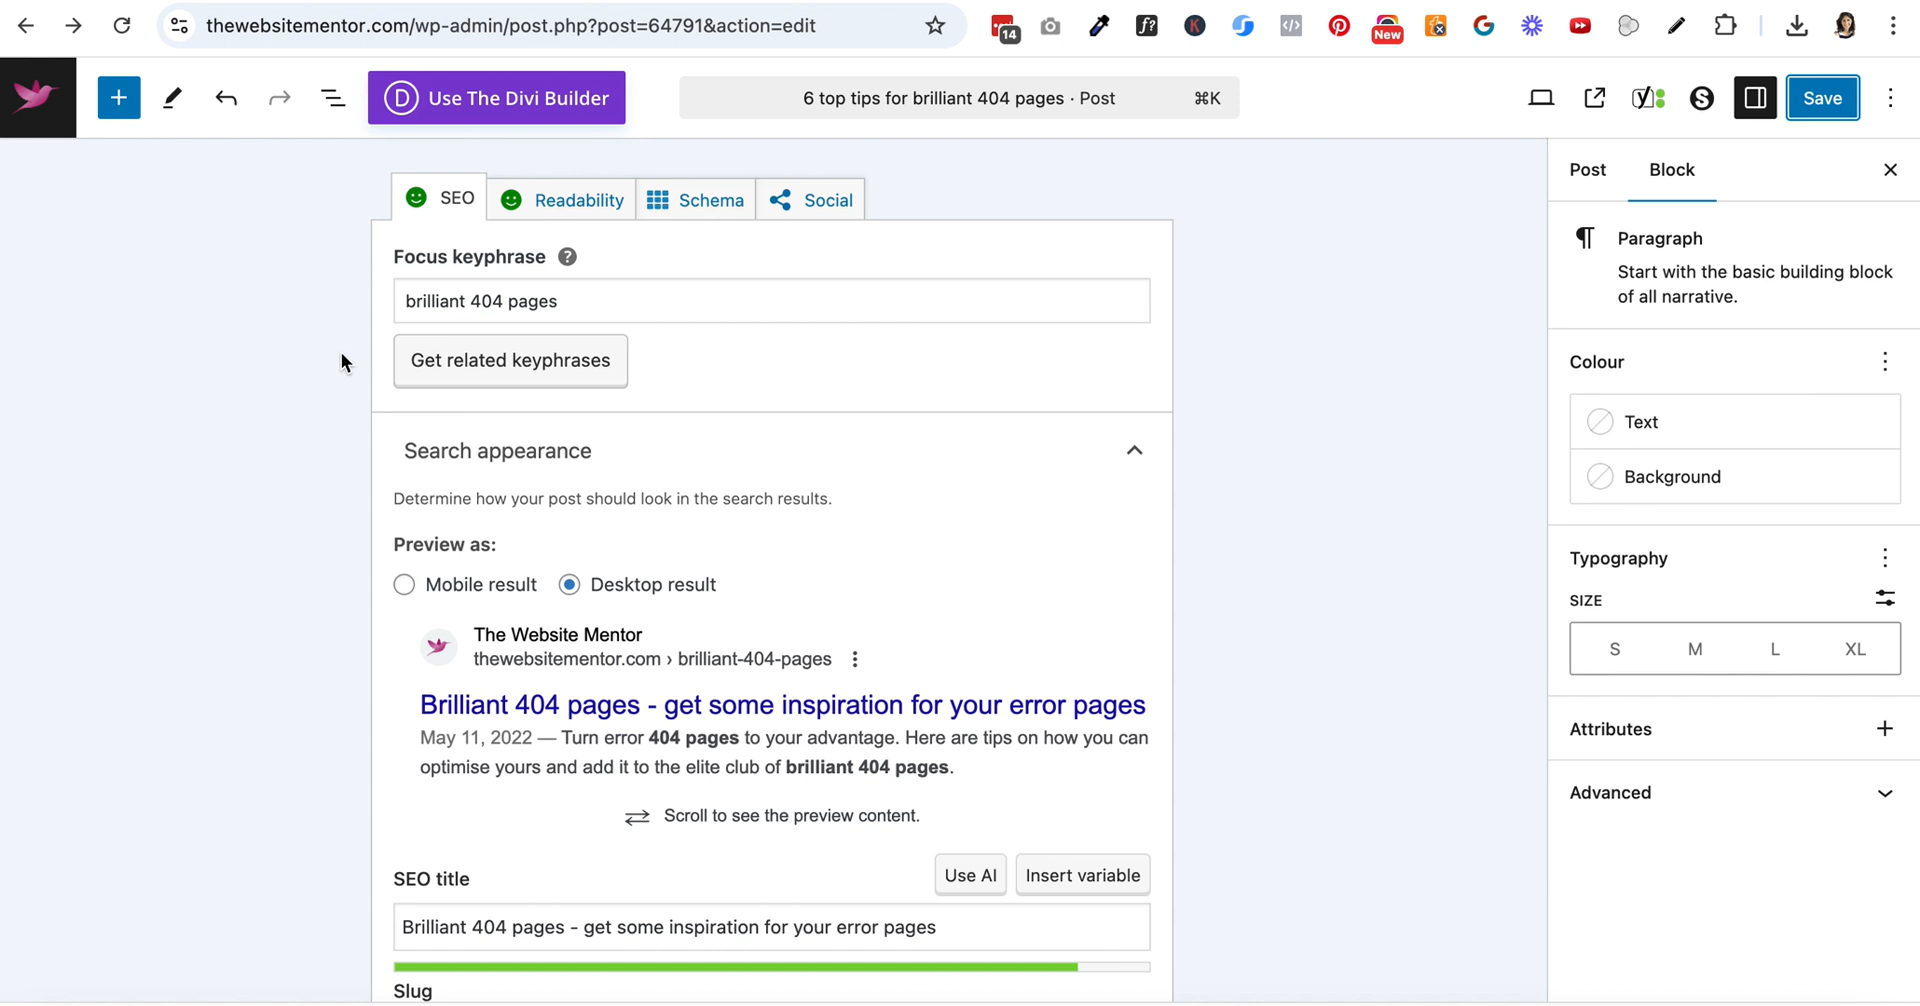 thewebsitementor.com/wp-admin/post.php?post=64791&action=edit
14
f?
K
</>
New
G
+
D Use The Divi Builder
6 top tips for brilliant 404 pages · Post
⌘K
S
Save
SEO
Readability
Schema
Social
Post
Block
Focus keyphrase ?
Paragraph
Start with the basic building block
of all narrative.
brilliant 404 pages
Get related keyphrases
Colour
Text
Background
Search appearance
Determine how your post should look in the search results.
Preview as:
Mobile result
Desktop result
Typography
SIZE
S M L XL
The Website Mentor
thewebsitementor.com › brilliant-404-pages
Brilliant 404 pages - get some inspiration for your error pages
May 11, 2022 — Turn error 404 pages to your advantage. Here are tips on how you can
optimise yours and add it to the elite club of brilliant 404 pages.
Attributes
Advanced
Scroll to see the preview content.
SEO title
Use AI
Insert variable
Brilliant 404 pages - get some inspiration for your error pages
Slug